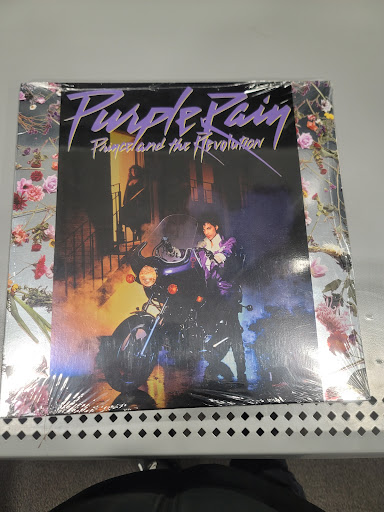 Purple Rain
Prince and the Revolution